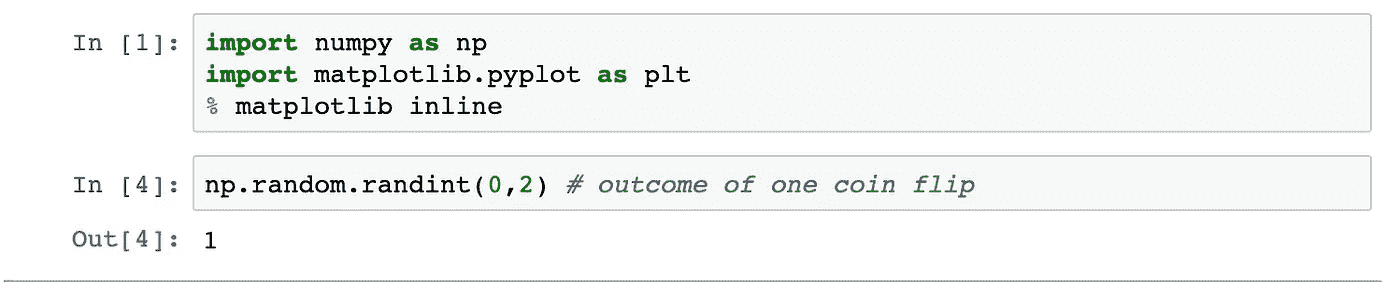 In [1]: import numpy as np
import matplotlib.pyplot as plt
% matplotlib inline
In [4]: np.random.randint(0,2) # outcome of one coin flip
Out[4]: 1